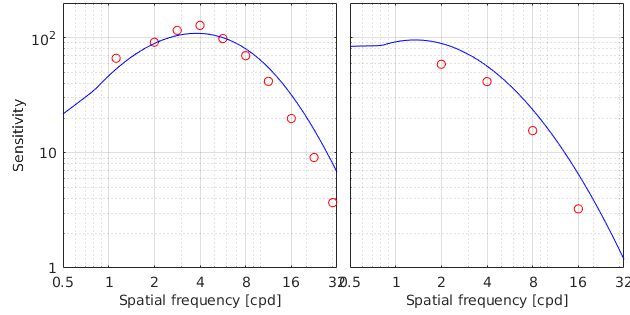 10²
10
1
Sensitivity
0.5 1 2 4 8 16 32
Spatial frequency [cpd]
0.5 1 2 4 8 16 32
Spatial frequency [cpd]